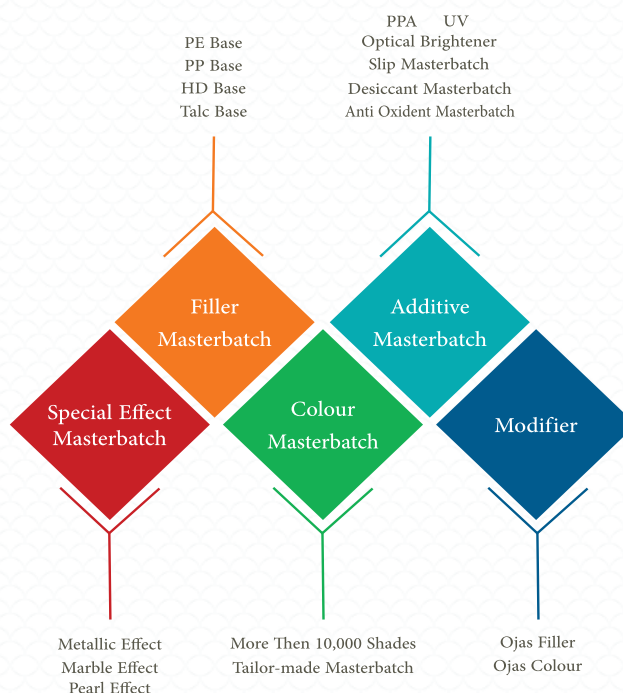 PE Base
PP Base
HD Base
Talc Base
PPA UV
Optical Brightener
Slip Masterbatch
Desiccant Masterbatch
Anti Oxident Masterbatch
Filler
Masterbatch
Additive
Masterbatch
Special Effect
Masterbatch
Colour
Masterbatch
Modifier
Metallic Effect
Marble Effect
Pearl Effect
More Then 10,000 Shades
Tailor-made Masterbatch
Ojas Filler
Ojas Colour